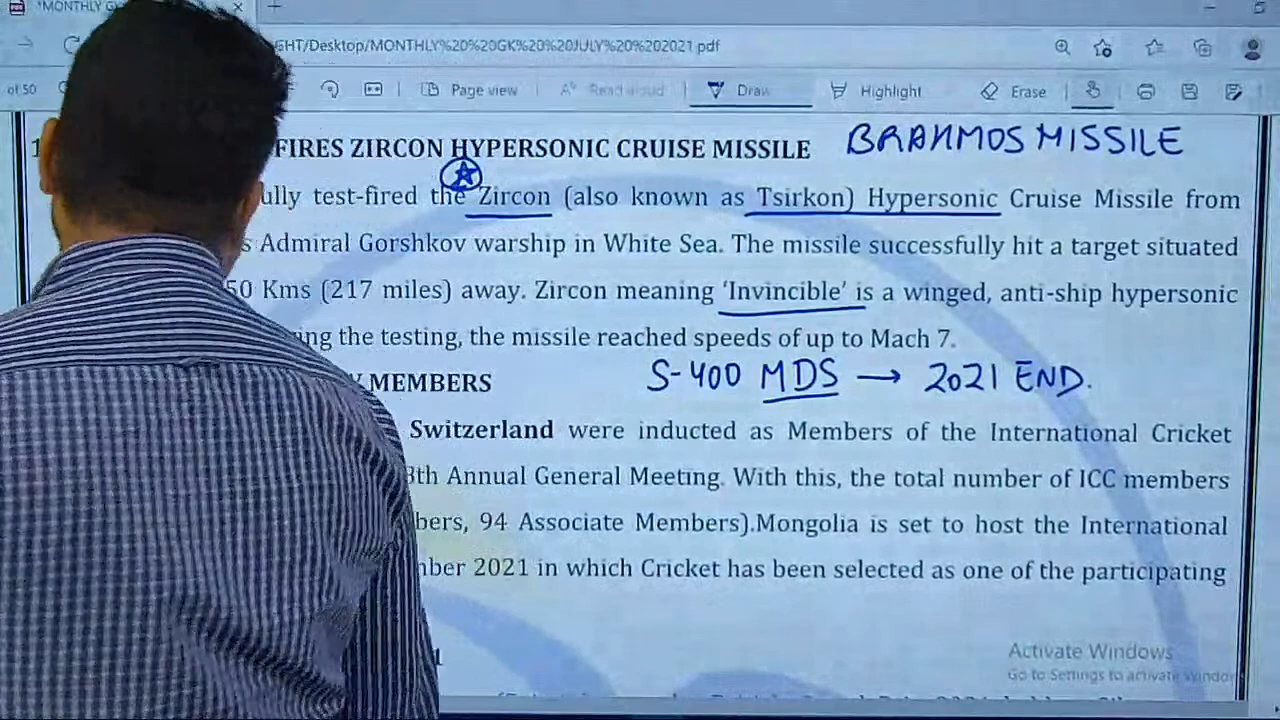 *MONTHLY G
GHT/Desktop/MONTHLY%20%20GK%20%20JULY%20%202021.pdf
of 50
Page view
Read aloud
Draw
Highlight
Erase
FIRES ZIRCON HYPERSONIC CRUISE MISSILE
BRAHMOS MISSILE
ully test-fired the Zircon (also known as Tsirkon) Hypersonic Cruise Missile from
s Admiral Gorshkov warship in White Sea. The missile successfully hit a target situated
50 Kms (217 miles) away. Zircon meaning 'Invincible' is a winged, anti-ship hypersonic
ing the testing, the missile reached speeds of up to Mach 7.
Y MEMBERS
S-400 MDS → 2021 END.
Switzerland were inducted as Members of the International Cricket
8th Annual General Meeting. With this, the total number of ICC members
bers, 94 Associate Members).Mongolia is set to host the International
mber 2021 in which Cricket has been selected as one of the participating
1
Activate Windows
Go to Settings to activate Window